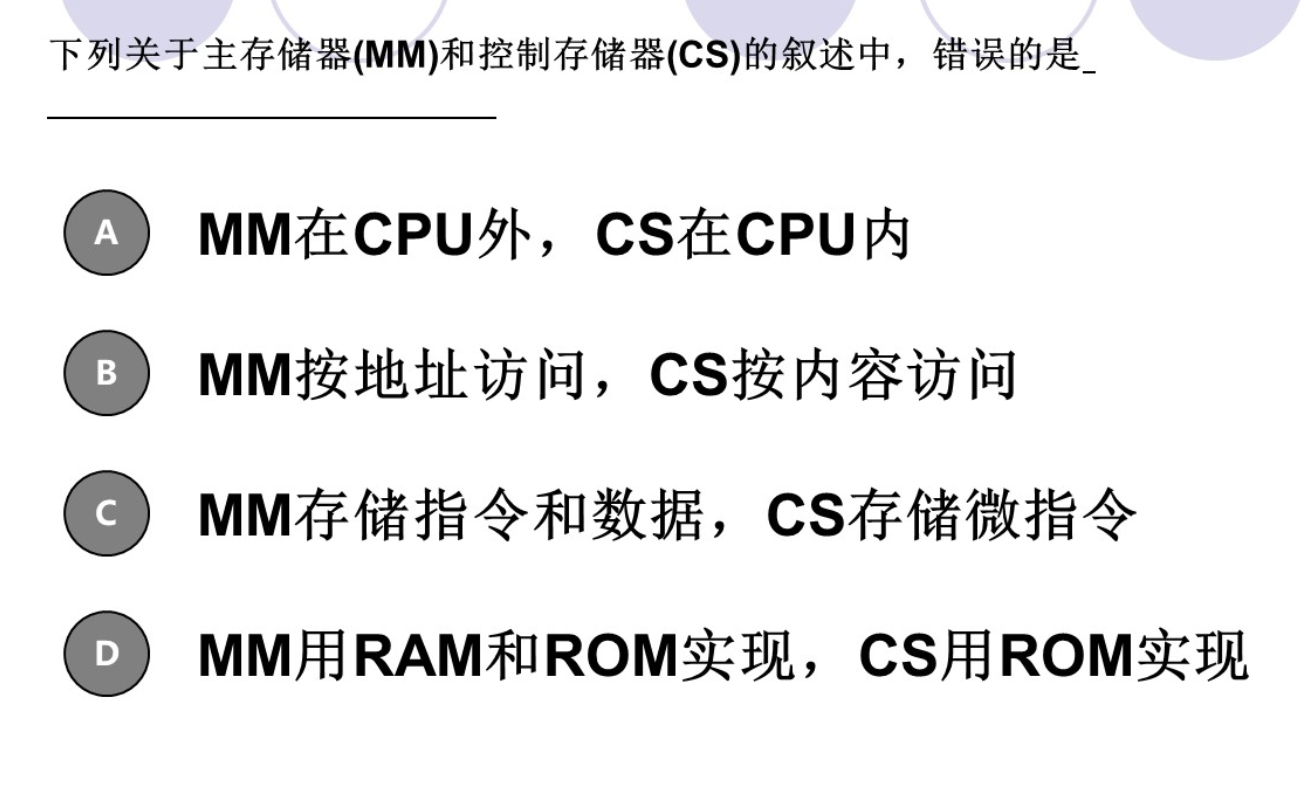 下列关于主存储器(MM)和控制存储器(CS)的叙述中，错误的是_
A MM在CPU外，CS在CPU内
B MM按地址访问，CS按内容访问
C MM存储指令和数据，CS存储微指令
D MM用RAM和ROM实现，CS用ROM实现